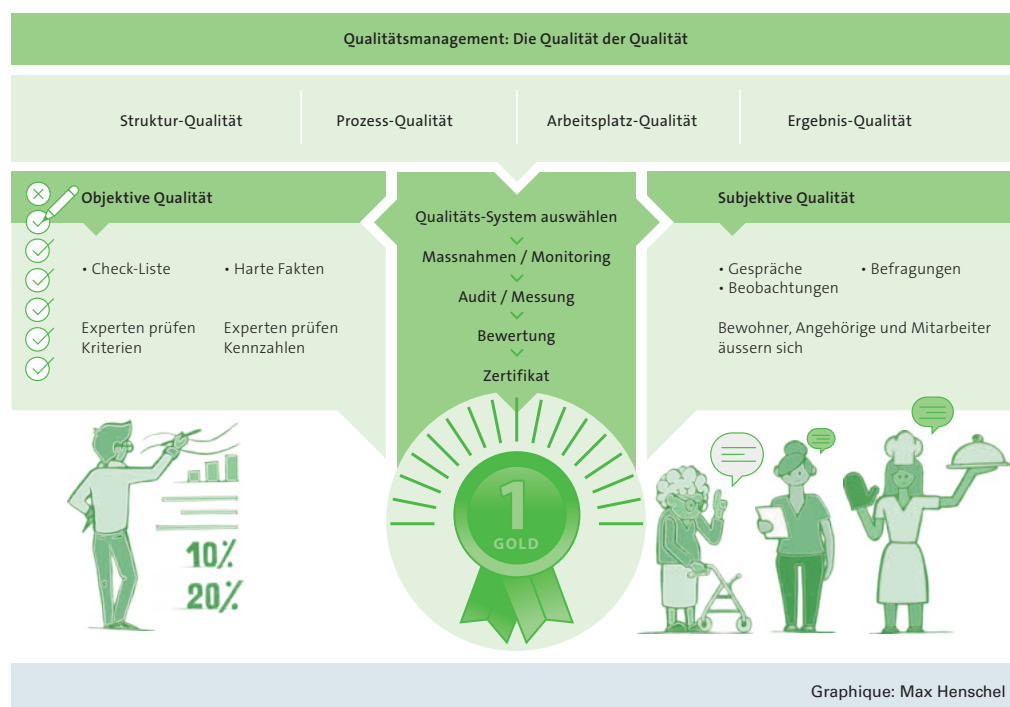 Qualitätsmanagement: Die Qualität der Qualität
Struktur-Qualität
Prozess-Qualität
Arbeitsplatz-Qualität
Ergebnis-Qualität
Objektive Qualität
• Check-Liste
• Harte Fakten
Experten prüfen
Kriterien
Experten prüfen
Kennzahlen
10%
20%
Qualitäts-System auswählen
Massnahmen / Monitoring
Audit / Messung
Bewertung
Zertifikat
1
GOLD
Subjektive Qualität
• Gespräche
• Befragungen
• Beobachtungen
Bewohner, Angehörige und Mitarbeiter
äussern sich
Graphique: Max Henschel